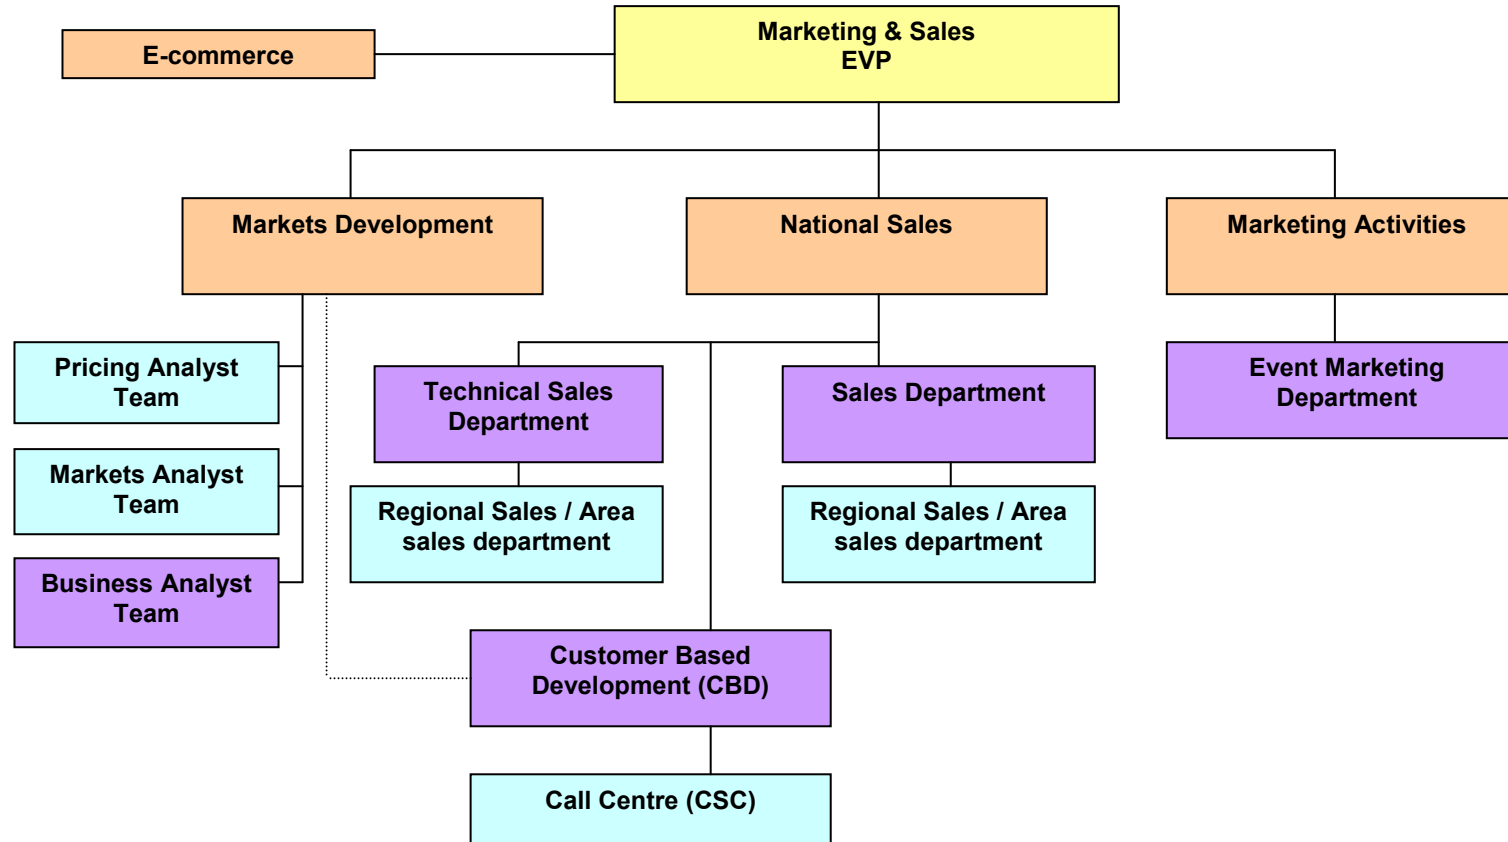 Marketing & Sales
EVP
E-commerce
Markets Development
National Sales
Marketing Activities
Pricing Analyst
Team
Technical Sales
Department
Sales Department
Event Marketing
Department
Markets Analyst
Team
Regional Sales / Area
sales department
Regional Sales / Area
sales department
Business Analyst
Team
Customer Based
Development (CBD)
Call Centre (CSC)